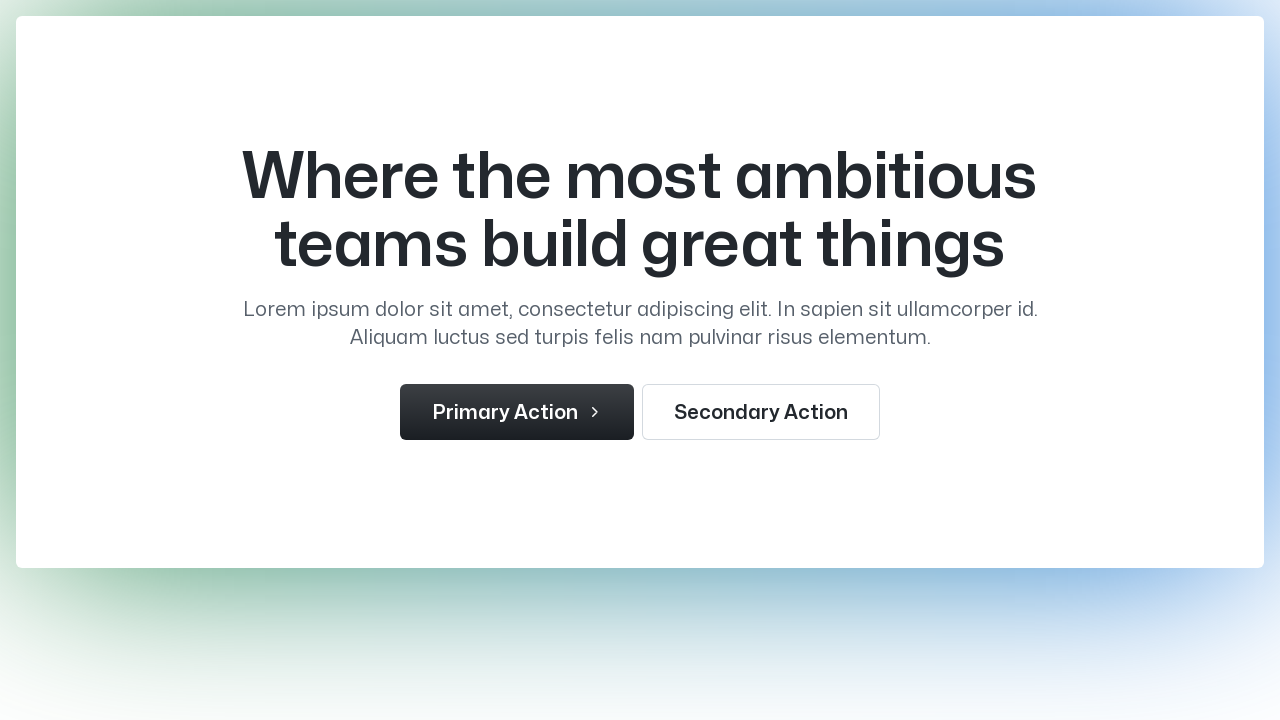 Where the most ambitious
teams build great things
Lorem ipsum dolor sit amet, consectetur adipiscing elit. In sapien sit ullamcorper id.
Aliquam luctus sed turpis felis nam pulvinar risus elementum.
Primary Action
Secondary Action